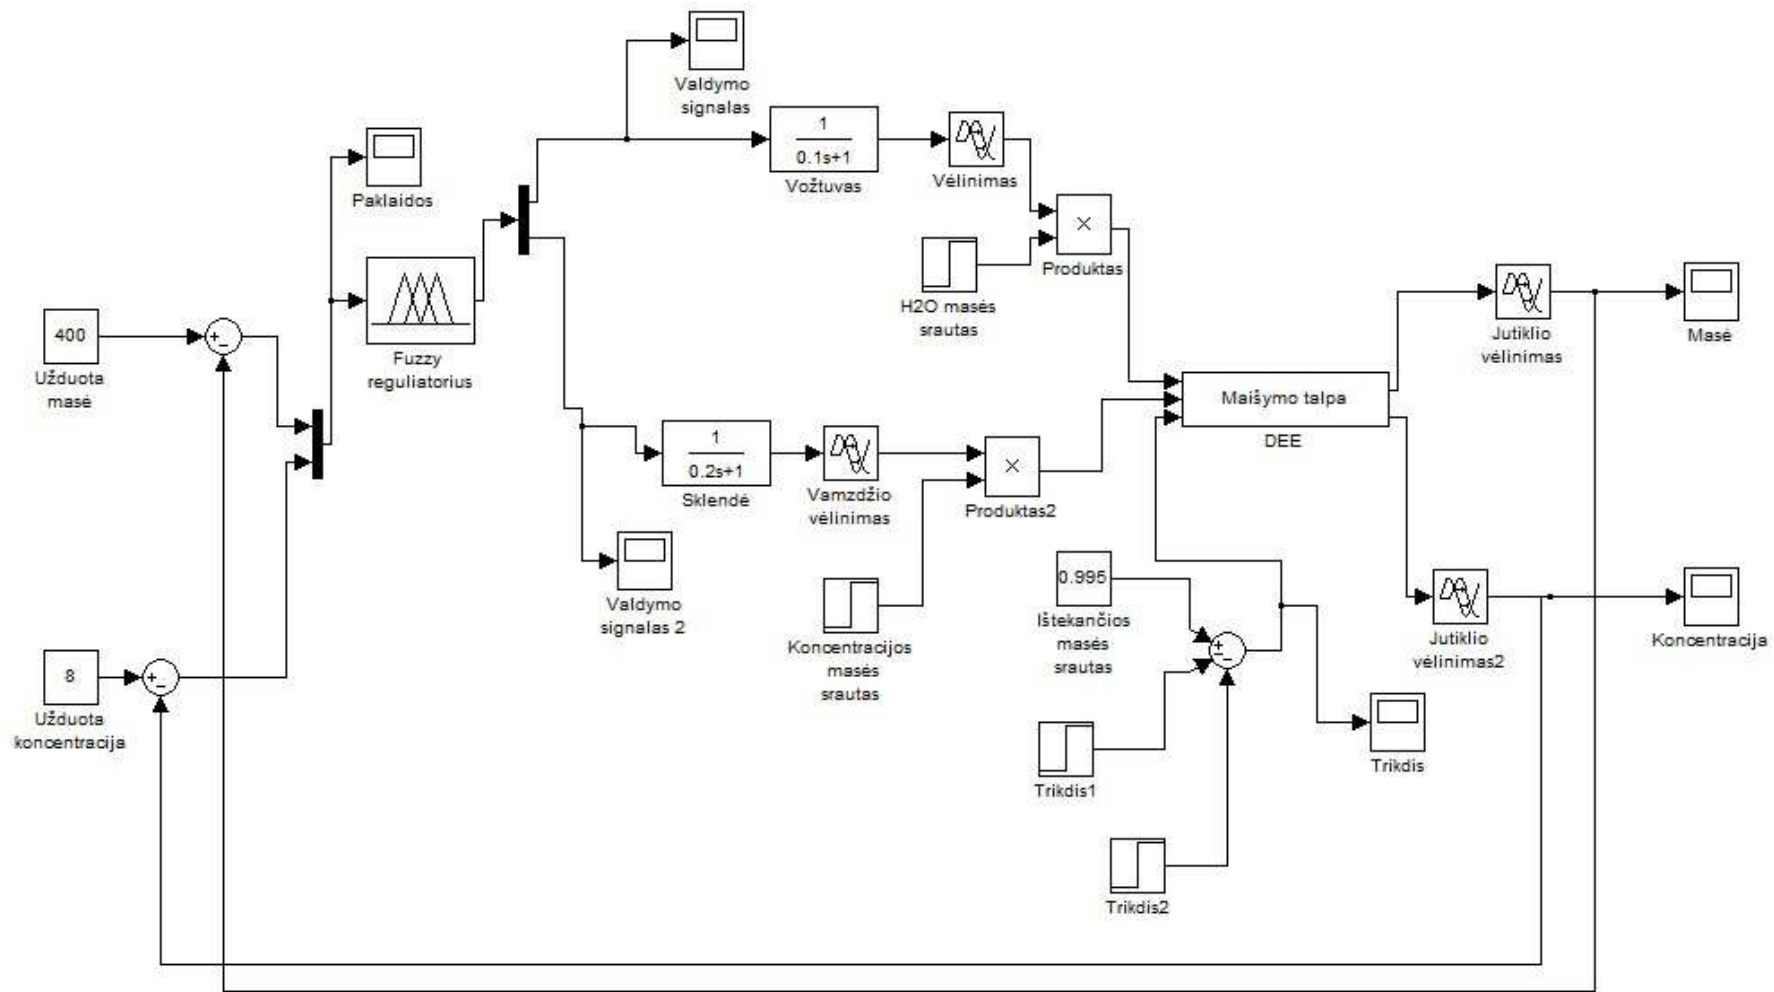 Valdymo
signalas
1
0.1s+1
Vožtuvas
Vėlinimas
Paklaidos
×
Produktas
H2O masės
srautas
Fuzzy
reguliatorius
400
Užduota
masė
Jutiklio
vėlinimas
Masė
Maišymo talpa
DEE
1
0.2s+1
Sklendė
Vamzdžio
vėlinimas
×
Produktas2
Valdymo
signalas 2
Koncentracijos
masės
srautas
0.995
Ištekančios
masės
srautas
Jutiklio
vėlinimas2
Koncentracija
8
Užduota
koncentracija
Trikdis
Trikdis1
Trikdis2